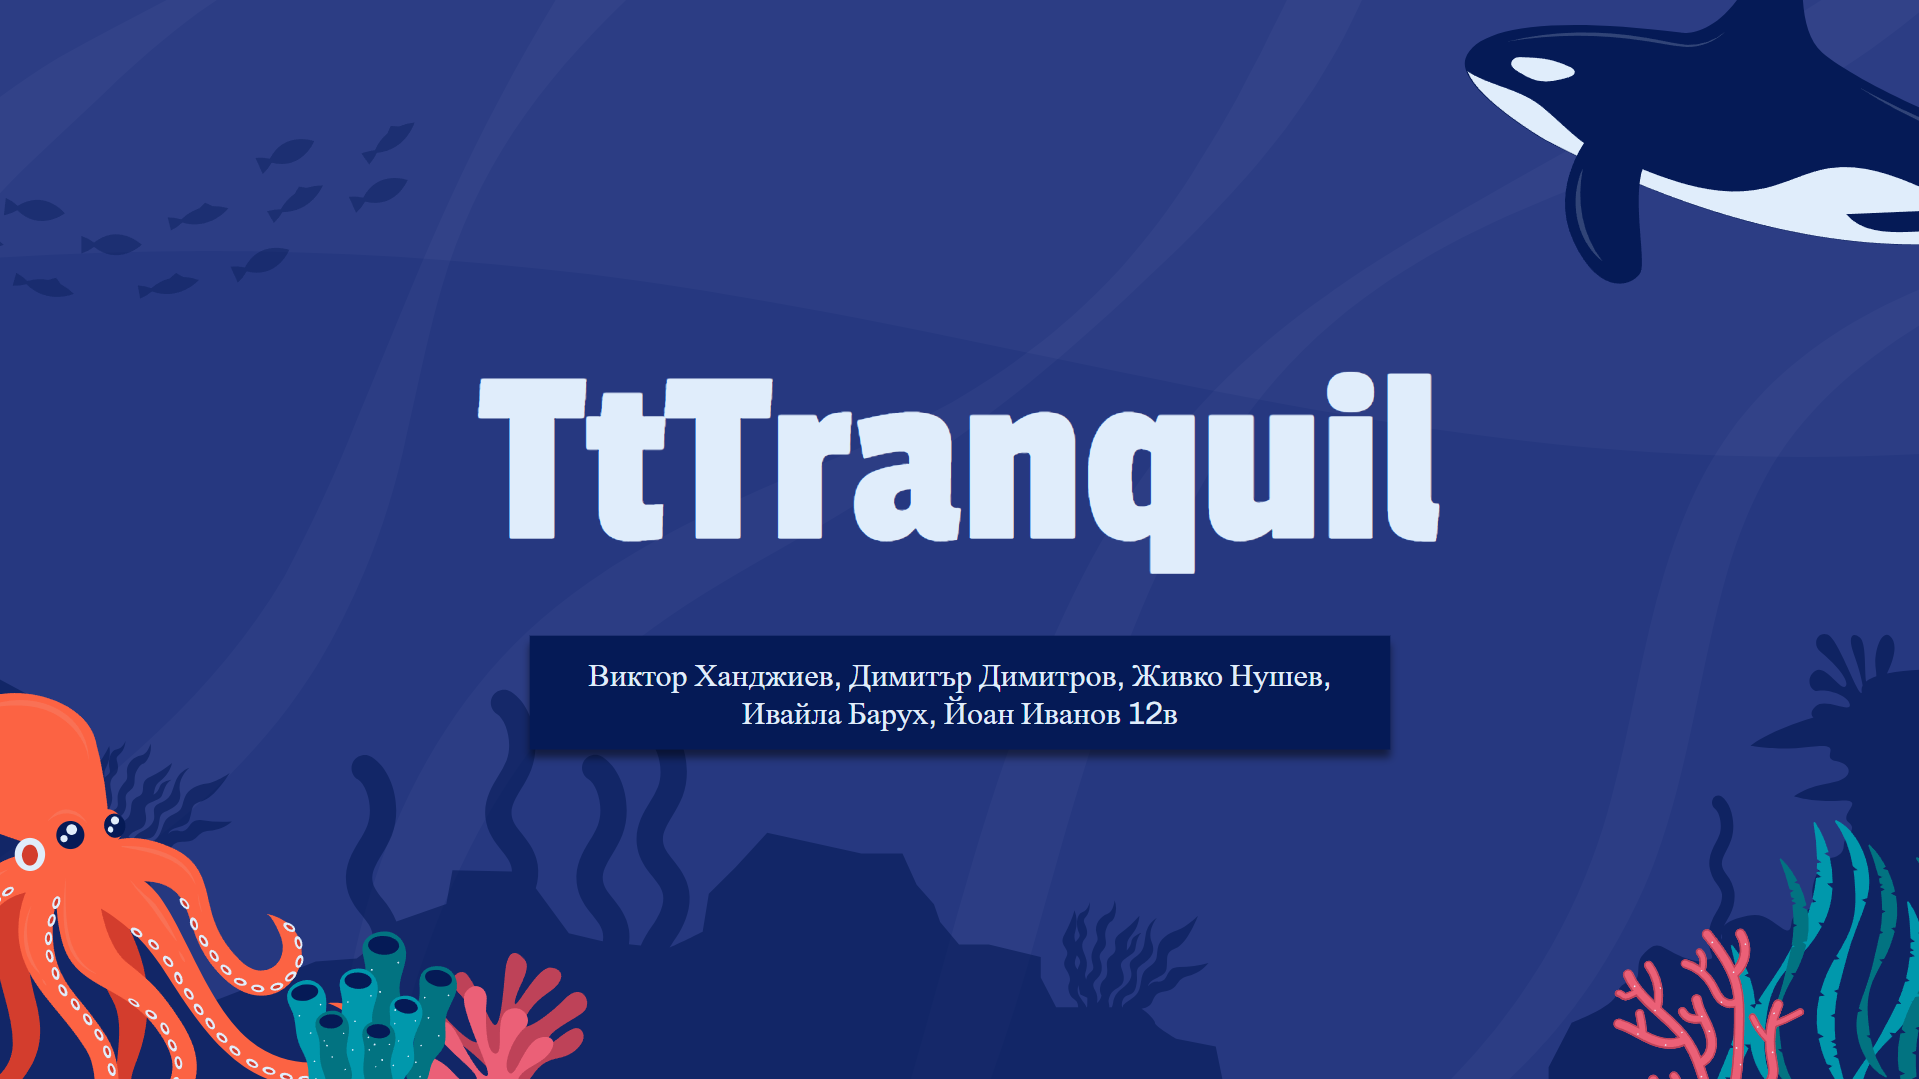 TtTranquil
Виктор Ханджиев, Димитър Димитров, Живко Нушев,
Ивайла Барух, Йоан Иванов 12в